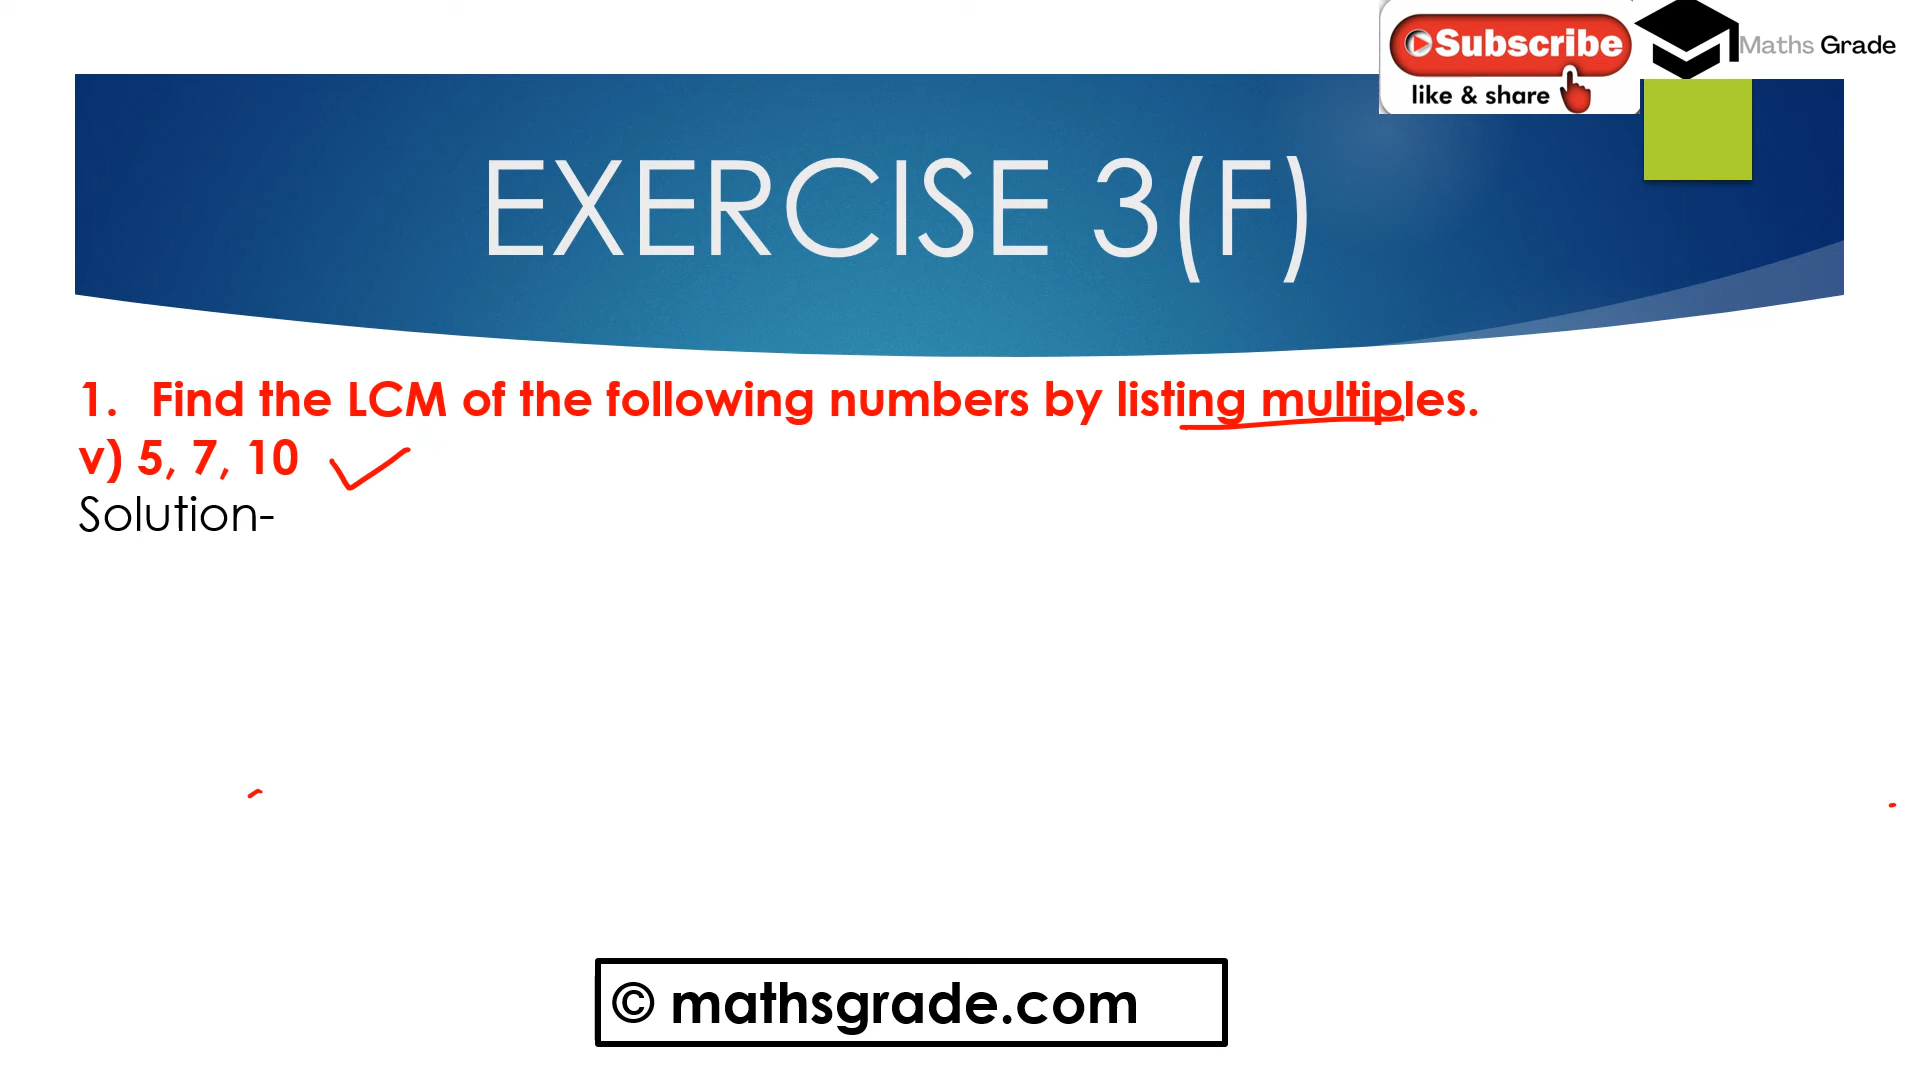 Subscribe
like & share
Maths Grade
EXERCISE 3(F)
1. Find the LCM of the following numbers by listing multiples.
v) 5, 7, 10
Solution-
© mathsgrade.com